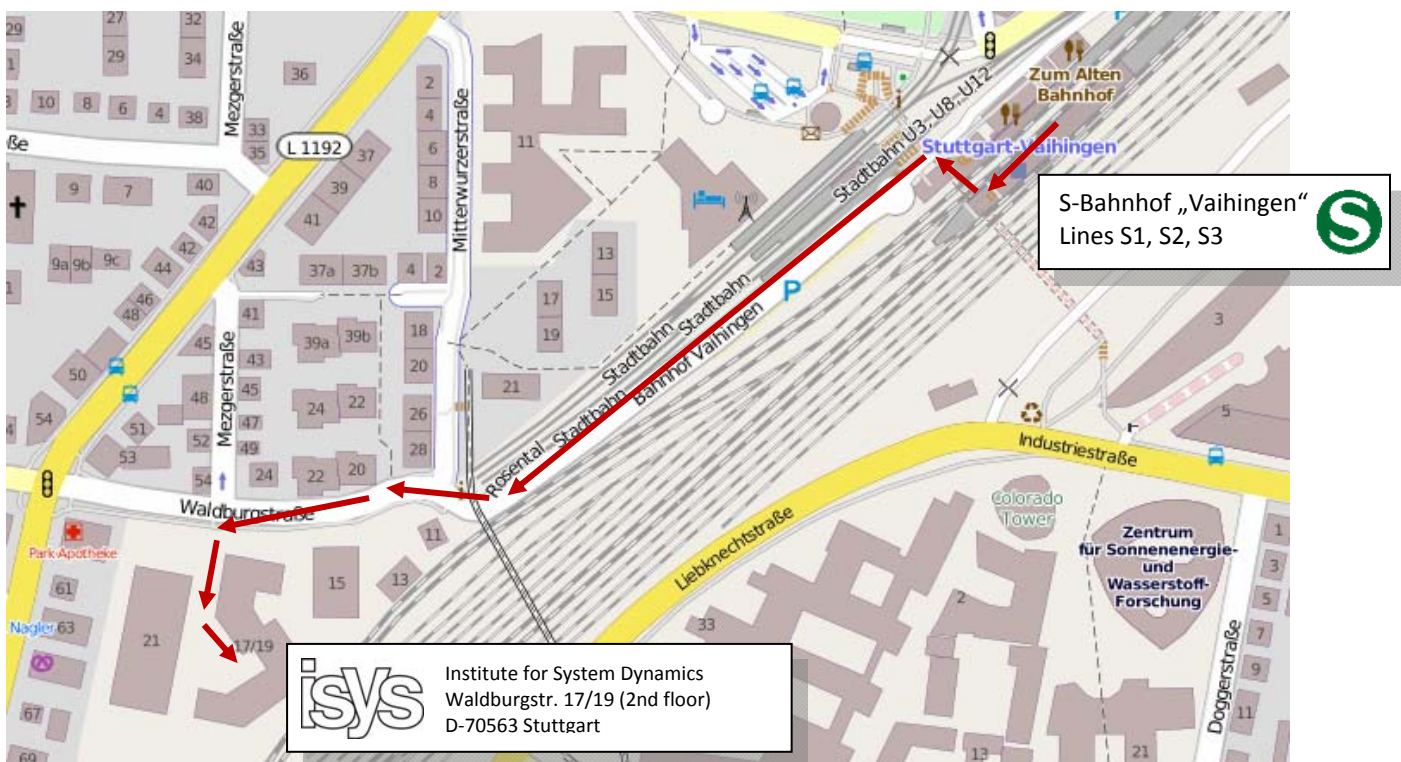 29
27
32
29
34
36
10
8
6
4
38
Mezgerstraße
33
35
L 1192
37
39
41
ße
9
7
40
42
42
44
46
48
9a
9b
9c
43
41
43
45
47
49
45
48
52
54
50
54
51
53
Mezgerstraße
37a
37b
4
2
39a
39b
24
22
24
22
20
18
20
26
28
2
4
6
8
10
Mitterwurzerstraße
11
13
15
17
19
21
Zum Alten
Bahnhof
Stuttgart-Vaihingen
Stadtbahn U3, U8, U12
Stadtbahn
Stadtbahn
Stadtbahn
Bahnhof Vaihingen
Rosental
P
S-Bahnhof „Vaihingen“
Lines S1, S2, S3
S
3
5
Industriestraße
Liebknechtstraße
Colorado
Tower
Zentrum
für Sonnenenergie-
und
Wasserstoff-
Forschung
Doggerstraße
1
3
5
7
9
11
2
33
13
21
Waldburgstraße
Park-Apotheke
61
Nagler
63
67
69
21
17/19
15
13
11
isys
Institute for System Dynamics
Waldburgstr. 17/19 (2nd floor)
D-70563 Stuttgart